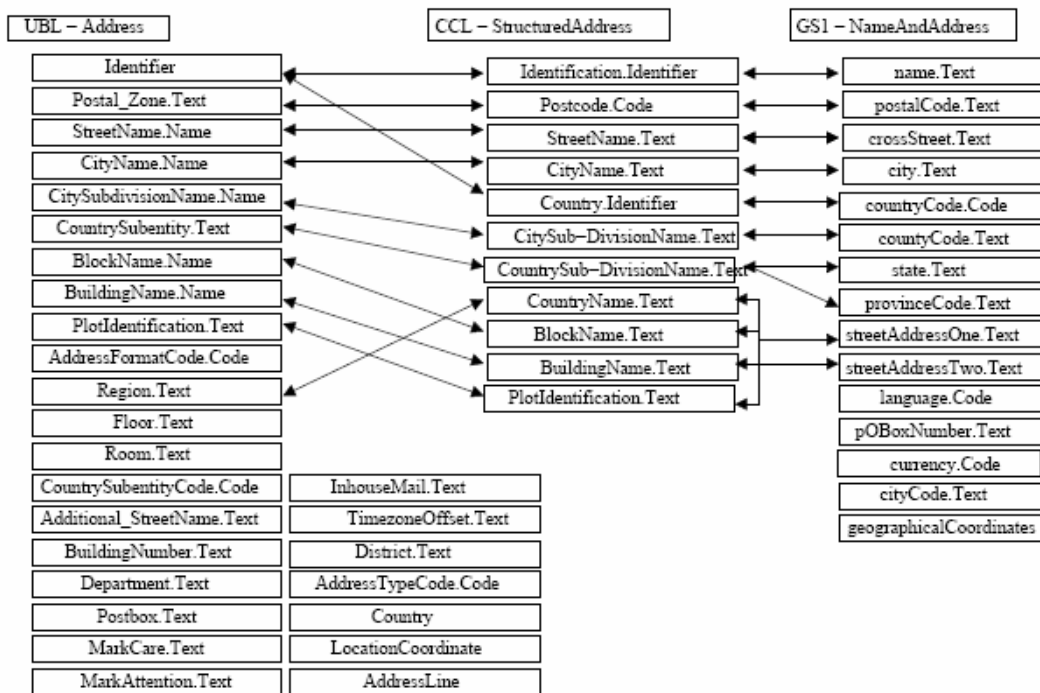 UBL – Address
CCL – StructuredAddress
GS1 – NameAndAddress
Identifier
Postal_Zone.Text
StreetName.Name
CityName.Name
CitySubdivisionName.Name
CountrySubentity.Text
BlockName.Name
BuildingName.Name
PlotIdentification.Text
AddressFormatCode.Code
Region.Text
Floor.Text
Room.Text
CountrySubentityCode.Code
Additional_StreetName.Text
BuildingNumber.Text
Department.Text
Postbox.Text
MarkCare.Text
MarkAttention.Text
InhouseMail.Text
TimezoneOffset.Text
District.Text
AddressTypeCode.Code
Country
LocationCoordinate
AddressLine
Identification.Identifier
Postcode.Code
StreetName.Text
CityName.Text
Country.Identifier
CitySub–DivisionName.Text
CountrySub–DivisionName.Text
CountryName.Text
BlockName.Text
BuildingName.Text
PlotIdentification.Text
name.Text
postalCode.Text
crossStreet.Text
city.Text
countryCode.Code
countyCode.Text
state.Text
provinceCode.Text
streetAddressOne.Text
streetAddressTwo.Text
language.Code
pOBoxNumber.Text
currency.Code
cityCode.Text
geographicalCoordinates